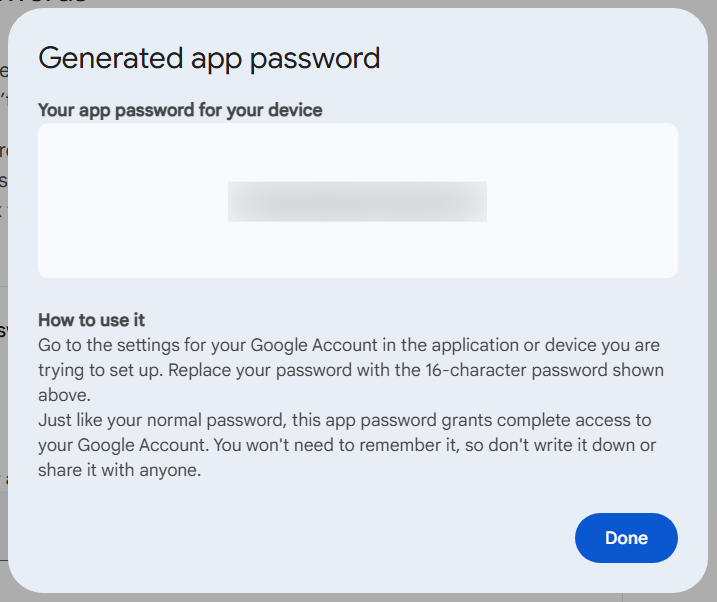 Generated app password
Your app password for your device
How to use it
Go to the settings for your Google Account in the application or device you are
trying to set up. Replace your password with the 16-character password shown
above.
Just like your normal password, this app password grants complete access to
your Google Account. You won't need to remember it, so don't write it down or
share it with anyone.
Done